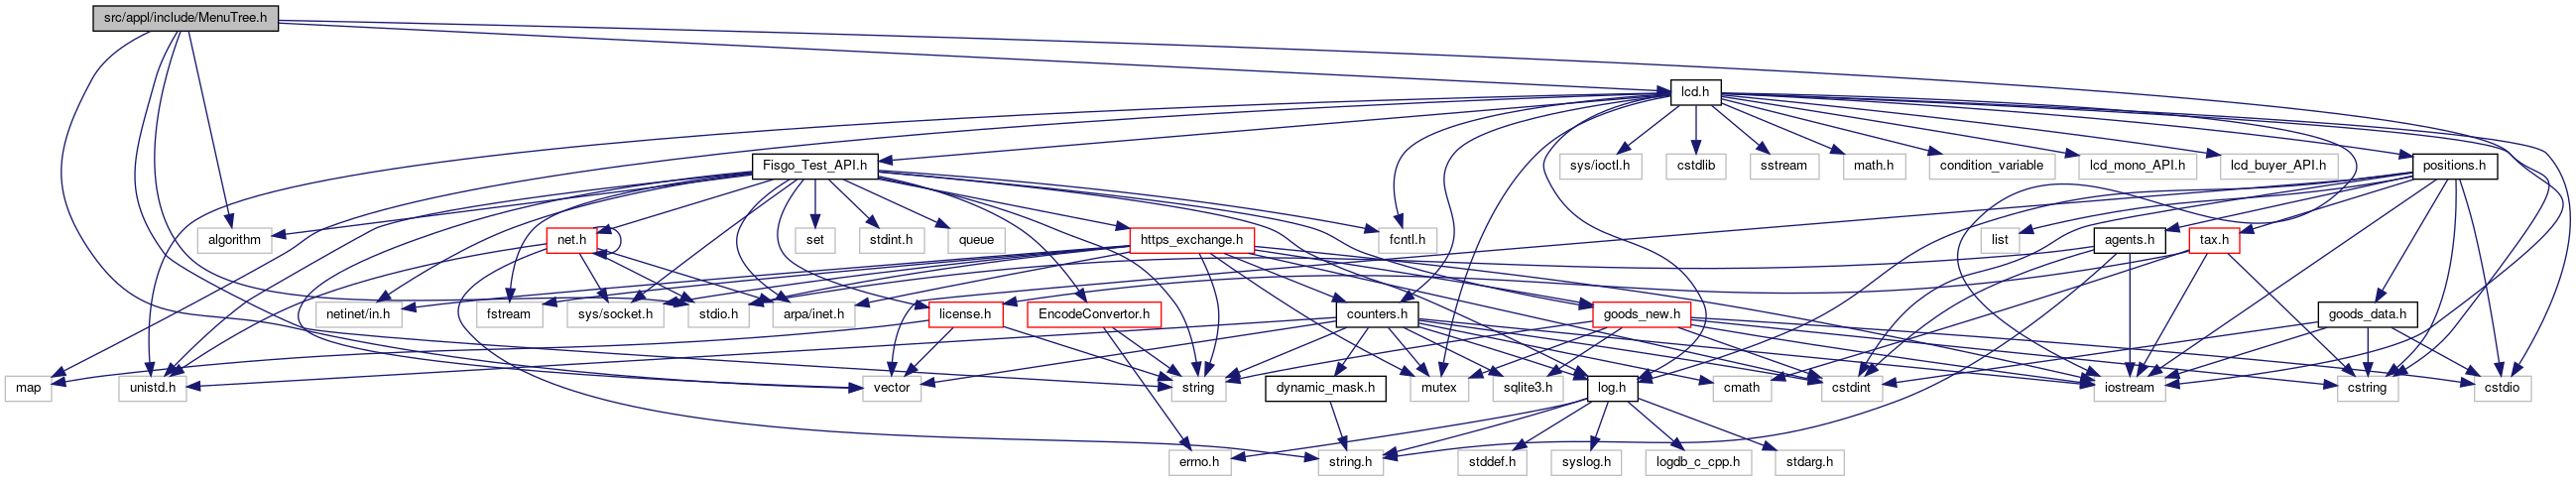 src/appl/include/MenuTree.h
lcd.h
Fisgo_Test_API.h
sys/ioctl.h
cstdlib
sstream
math.h
condition_variable
lcd_mono_API.h
lcd_buyer_API.h
positions.h
algorithm
net.h
set
stdint.h
queue
https_exchange.h
fcntl.h
list
agents.h
tax.h
netinet/in.h
fstream
sys/socket.h
stdio.h
arpa/inet.h
license.h
EncodeConvertor.h
counters.h
goods_new.h
goods_data.h
map
unistd.h
vector
string
dynamic_mask.h
mutex
sqlite3.h
log.h
cmath
cstdint
iostream
cstring
cstdio
errno.h
string.h
stddef.h
syslog.h
logdb_c_cpp.h
stdarg.h